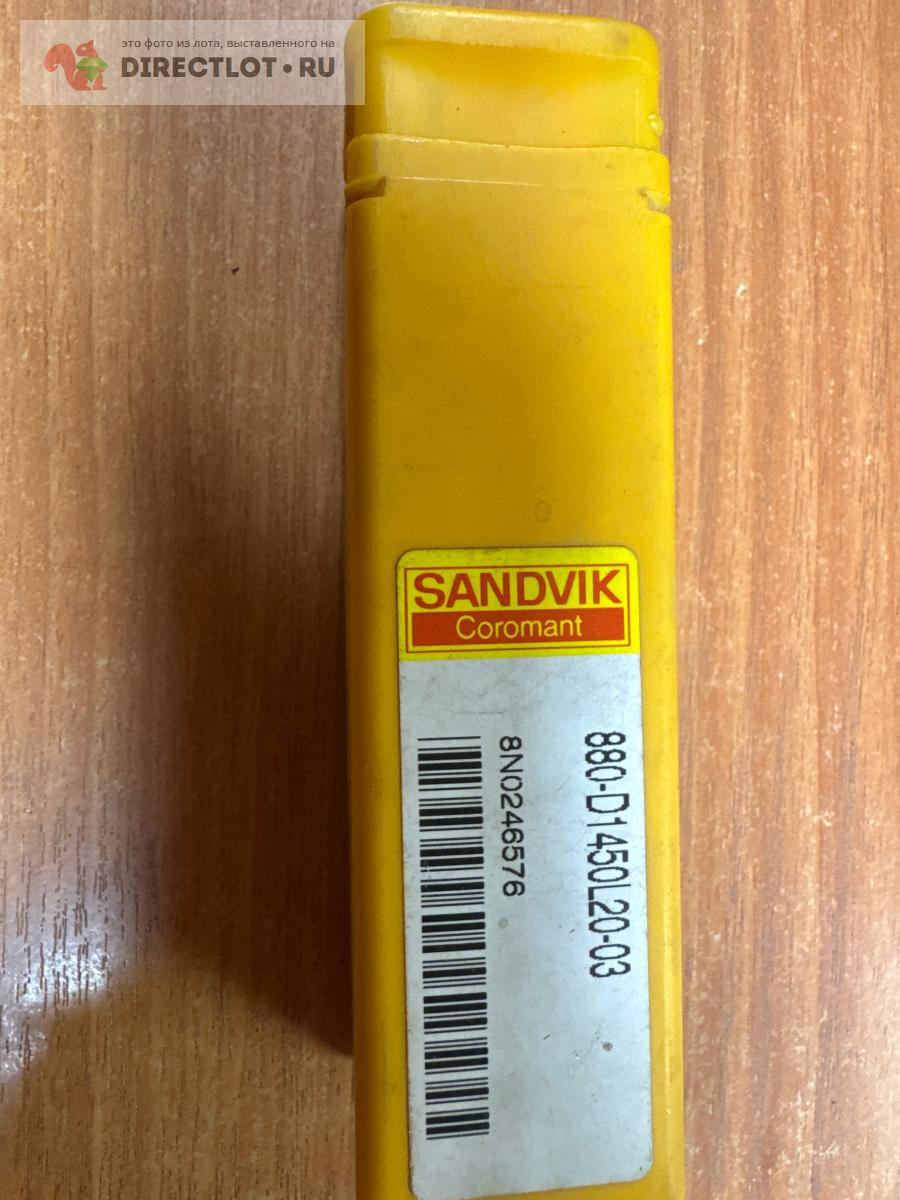 это фото из лота, выставленного на
DIRECTLOT•RU
SANDVIK
Coromant
880-D1450L20-03
8N0246576